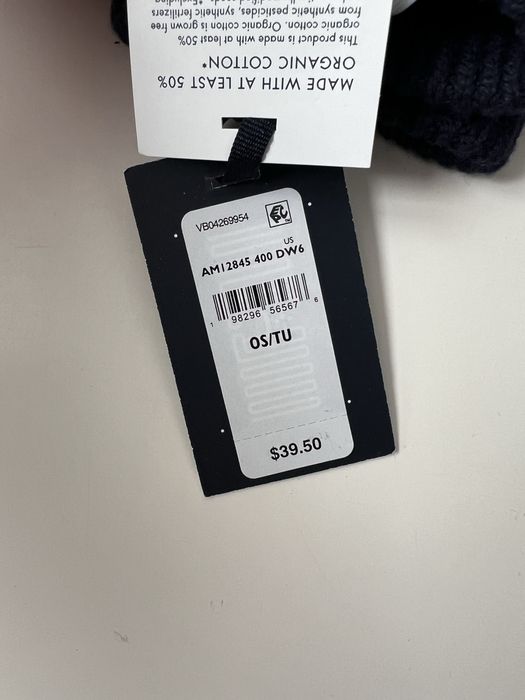 MADE WITH AT LEAST 50%
ORGANIC COTTON*
This product is made with at least 50%
organic cotton. Organic cotton is grown free
from synthetic pesticides, synthetic fertilizers
VB04269954
US
AM12845 400 DW6
1 98296 56567 6
OS/TU
$39.50